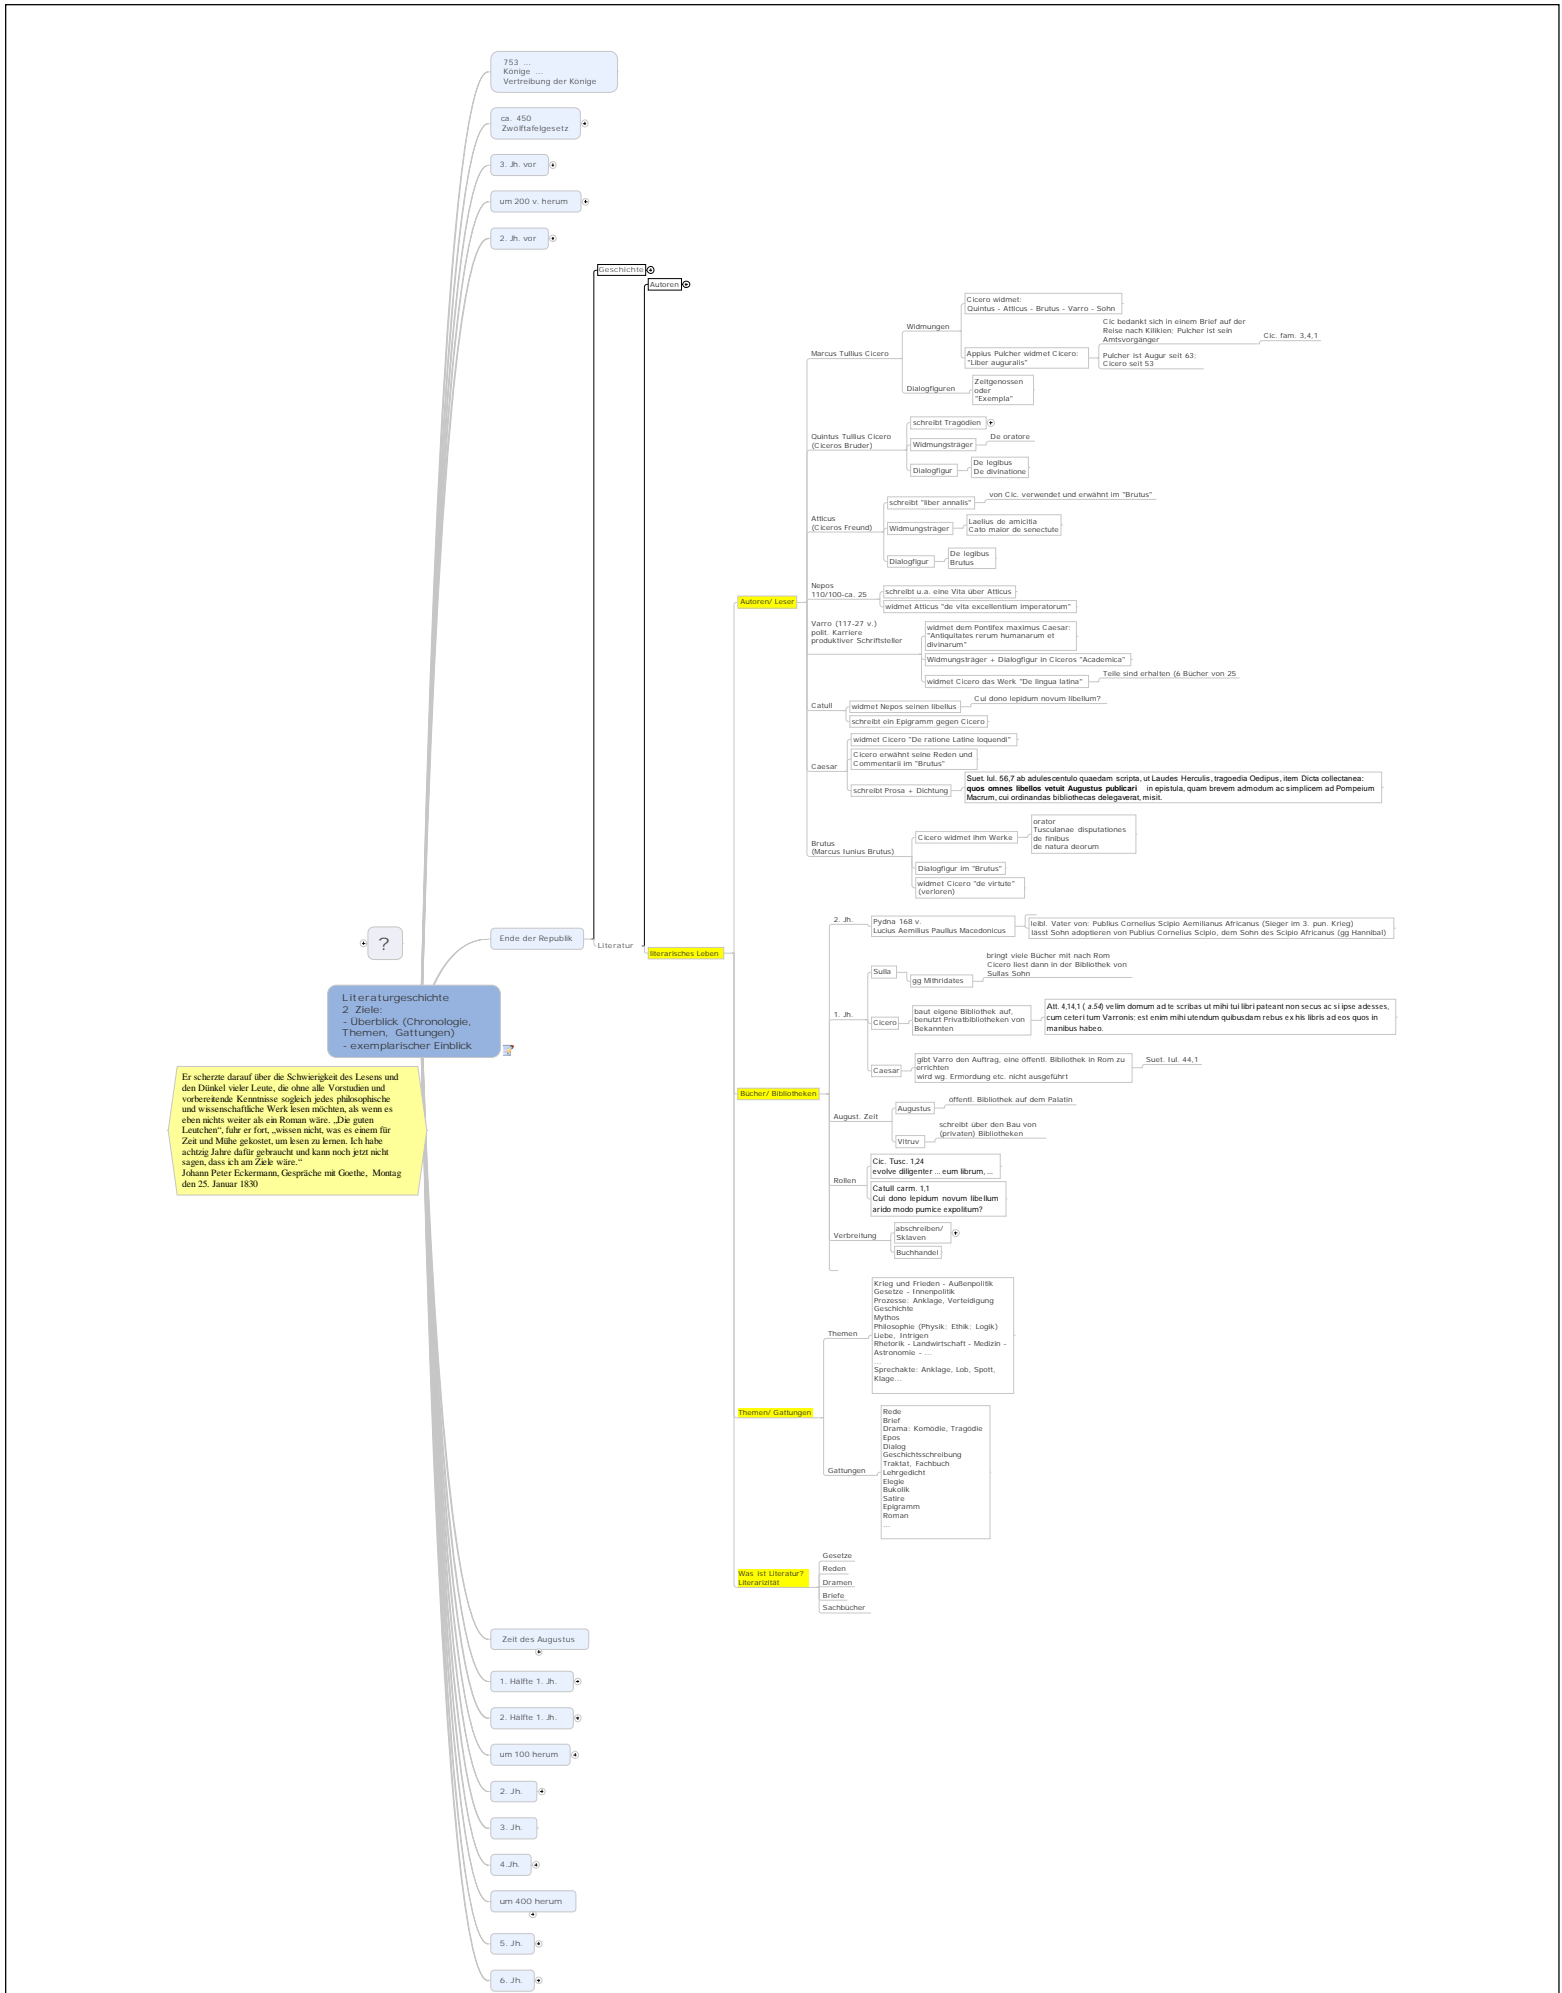 753 ...
Könige ...
Vertreibung der Könige
ca. 450
Zwölftafelgesetz
3. Jh. vor
um 200 v. herum
2. Jh. vor
Geschichte
Autoren
Marcus Tullius Cicero
Widmungen
Cicero widmet:
Quintus - Atticus - Brutus - Varro - Sohn
Appius Pulcher widmet Cicero:
"Liber auguralis"
Cic bedankt sich in einem Brief auf der
Reise nach Kilikien; Pulcher ist sein
Amtsvorgänger
Cic. fam. 3,4,1
Pulcher ist Augur seit 63;
Cicero seit 53
Dialogfiguren
Zeitgenossen
oder
"Exempla"
Quintus Tullius Cicero
(Ciceros Bruder)
schreibt Tragödien
Widmungsträger
De oratore
Dialogfigur
De legibus
De divinatione
Atticus
(Ciceros Freund)
schreibt "liber annalis"
von Cic. verwendet und erwähnt im "Brutus"
Widmungsträger
Laelius de amicitia
Cato maior de senectute
Dialogfigur
De legibus
Brutus
Autoren/ Leser
Nepos
110/100-ca. 25
schreibt u.a. eine Vita über Atticus
widmet Atticus "de vita excellentium imperatorum"
Varro (117-27 v.)
polit. Karriere
produktiver Schriftsteller
widmet dem Pontifex maximus Caesar:
"Antiquitates rerum humanarum et
divinarum"
Widmungsträger + Dialogfigur in Ciceros "Academica"
widmet Cicero das Werk "De lingua latina"
Teile sind erhalten (6 Bücher von 25
Catull
widmet Nepos seinen libellus
Cui dono lepidum novum libellum?
schreibt ein Epigramm gegen Cicero
Caesar
widmet Cicero "De ratione Latine loquendi"
Cicero erwähnt seine Reden und
Commentarii im "Brutus"
schreibt Prosa + Dichtung
Suet. Iul. 56,7 ab adulescentulo quaedam scripta, ut Laudes Herculis, tragoedia Oedipus, item Dicta collectanea:
quos omnes libellos vetuit Augustus publicari in epistula, quam brevem admodum ac simplicem ad Pompeium
Macrum, cui ordinandas bibliothecas delegaverat, misit.
Brutus
(Marcus Iunius Brutus)
Cicero widmet ihm Werke
orator
Tusculanae disputationes
de finibus
de natura deorum
Dialogfigur im "Brutus"
widmet Cicero "de virtute"
(verloren)
?
Ende der Republik
Literatur
literarisches Leben
Literaturgeschichte
2 Ziele:
- Überblick (Chronologie,
Themen, Gattungen)
- exemplarischer Einblick
Er scherzte darauf über die Schwierigkeit des Lesens und
den Dünkel vieler Leute, die ohne alle Vorstudien und
vorbereitende Kenntnisse sogleich jedes philosophische
und wissenschaftliche Werk lesen möchten, als wenn es
eben nichts weiter als ein Roman wäre. „Die guten
Leutchen“, fuhr er fort, „wissen nicht, was es einem für
Zeit und Mühe gekostet, um lesen zu lernen. Ich habe
achtzig Jahre dafür gebraucht und kann noch jetzt nicht
sagen, dass ich am Ziele wäre.“
Johann Peter Eckermann, Gespräche mit Goethe, Montag
den 25. Januar 1830
Bücher/ Bibliotheken
2. Jh.
Pydna 168 v.
Lucius Aemilius Paullus Macedonicus
leibl. Vater von: Publius Cornelius Scipio Aemilianus Africanus (Sieger im 3. pun. Krieg)
lässt Sohn adoptieren von Publius Cornelius Scipio, dem Sohn des Scipio Africanus (gg Hannibal)
1. Jh.
Sulla
gg Mithridates
bringt viele Bücher mit nach Rom
Cicero liest dann in der Bibliothek von
Sullas Sohn
Cicero
baut eigene Bibliothek auf,
benutzt Privatbibliotheken von
Bekannten
Att. 4,14,1 ( a.54) velim domum ad te scribas ut mihi tui libri pateant non secus ac si ipse adesses,
cum ceteri tum Varronis; est enim mihi utendum quibusdam rebus ex his libris ad eos quos in
manibus habeo.
Caesar
gibt Varro den Auftrag, eine öffentl. Bibliothek in Rom zu
errichten
wird wg. Ermordung etc. nicht ausgeführt
Suet. Iul. 44,1
August. Zeit
Augustus
öffentl. Bibliothek auf dem Palatin
Vitruv
schreibt über den Bau von
(privaten) Bibliotheken
Rollen
Cic. Tusc. 1,24
evolve diligenter ... eum librum, ...
Catull carm. 1,1
Cui dono lepidum novum libellum
arido modo pumice expolitum?
Verbreitung
abschreiben/
Sklaven
Buchhandel
Themen/ Gattungen
Themen
Krieg und Frieden - Außenpolitik
Gesetze - Innenpolitik
Prozesse: Anklage, Verteidigung
Geschichte
Mythos
Philosophie (Physik; Ethik; Logik)
Liebe, Intrigen
Rhetorik - Landwirtschaft - Medizin -
Astronomie - ...
...
Sprechakte: Anklage, Lob, Spott,
Klage...
Gattungen
Rede
Brief
Drama: Komödie, Tragödie
Epos
Dialog
Geschichtsschreibung
Traktat, Fachbuch
Lehrgedicht
Elegie
Bukolik
Satire
Epigramm
Roman
...
Was ist Literatur?
Literarizität
Gesetze
Reden
Dramen
Briefe
Sachbücher
Zeit des Augustus
1. Hälfte 1. Jh.
2. Hälfte 1. Jh.
um 100 herum
2. Jh.
3. Jh.
4.Jh.
um 400 herum
5. Jh.
6. Jh.